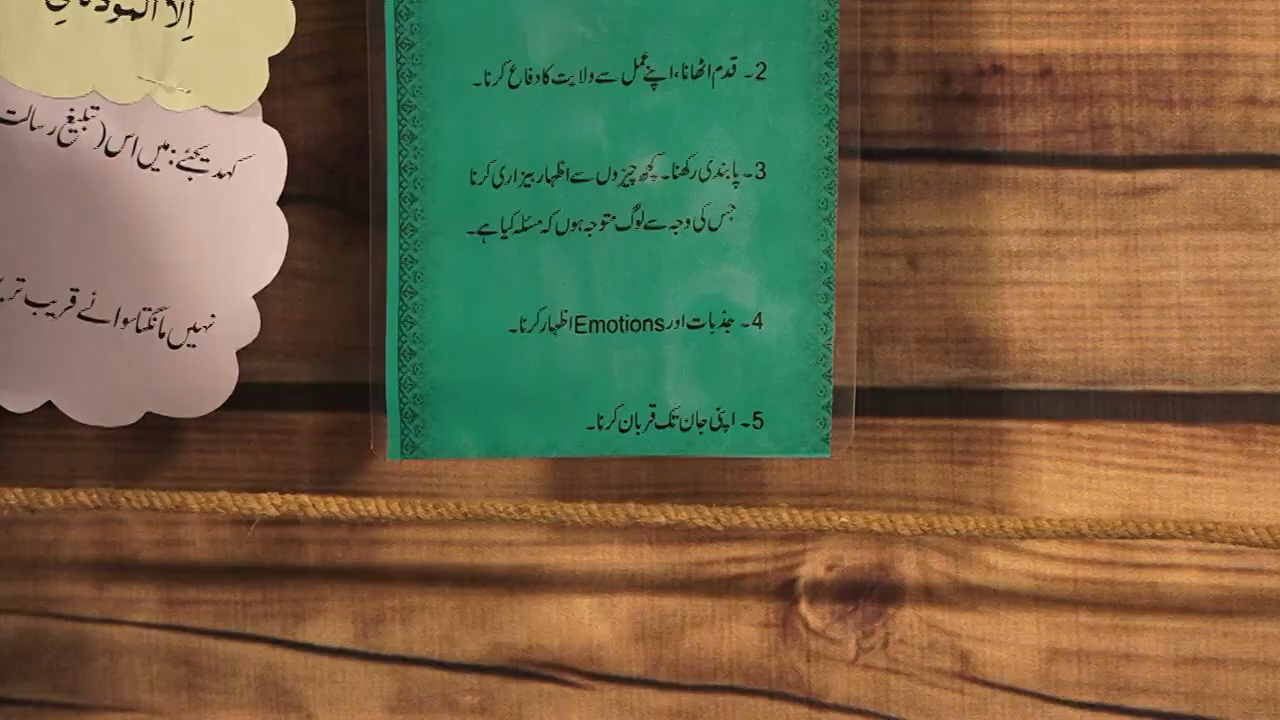 2۔ قدم اٹھانا، اپنے عمل سے ولایت کا دفاع کرنا۔
3۔ پابندی رکھنا۔ کچھ چیزوں سے اظہار بیزاری کرنا
جس کی وجہ سے لوگ متوجہ ہوں کہ مسئلہ کیا ہے۔
4۔ جذبات اور Emotions اظہار کرنا۔
5۔ اپنی جان تک قربان کرنا۔
إِلَّا الْمَوَدَّةَ فِي
کہہ دیجئے: میں اس (تبلیغ رسالت
نہیں مانگتا سوائے قریب تر